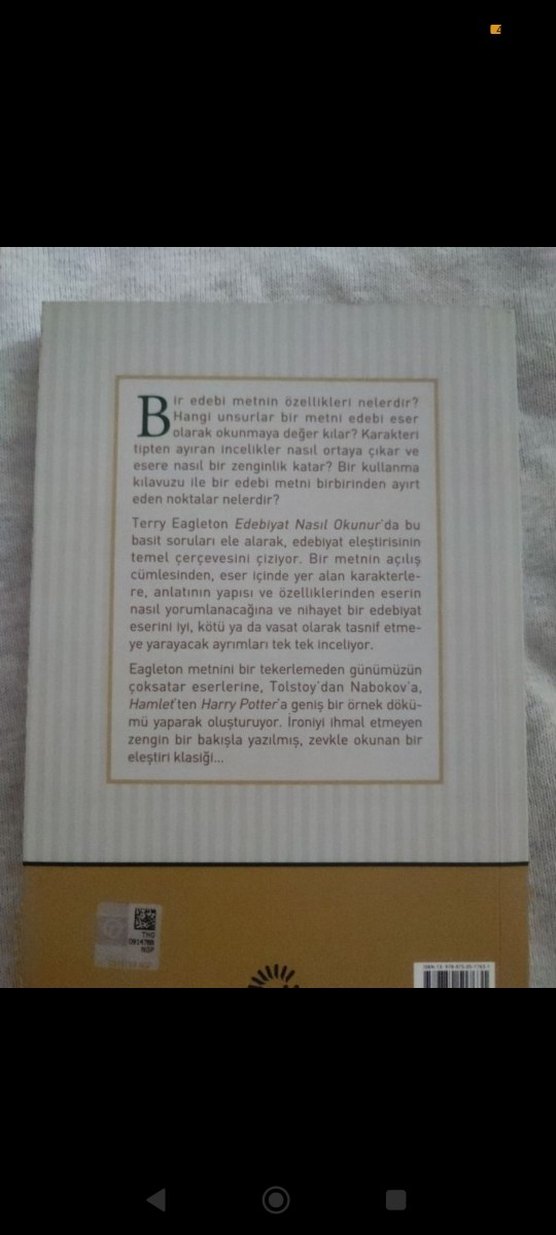 Bir edebi metnin özellikleri nelerdir?
Hangi unsurlar bir metni edebi eser
olarak okunmaya değer kılar? Karakteri
tipten ayıran incelikler nasıl ortaya çıkar ve
esere nasıl bir zenginlik katar? Bir kullanma
kılavuzu ile bir edebi metni birbirinden ayırt
eden noktalar nelerdir?
Terry Eagleton Edebiyat Nasıl Okunur'da bu
basit soruları ele alarak, edebiyat eleştirisinin
temel çerçevesini çiziyor. Bir metnin açılış
cümlesinden, eser içinde yer alan karakterle-
re, anlatının yapısı ve özelliklerinden eserin
nasıl yorumlanacağına ve nihayet bir edebiyat
eserini iyi, kötü ya da vasat olarak tasnif etme-
ye yarayacak ayrımları tek tek inceliyor.
Eagleton metnini bir tekerlemeden günümüzün
çoksatar eserlerine, Tolstoy'dan Nabokov'a,
Hamlet'ten Harry Potter'a geniş bir örnek dökü-
mü yaparak oluşturuyor. İroniyi ihmal etmeyen
zengin bir bakışla yazılmış, zevkle okunan bir
eleştiri klasiği...